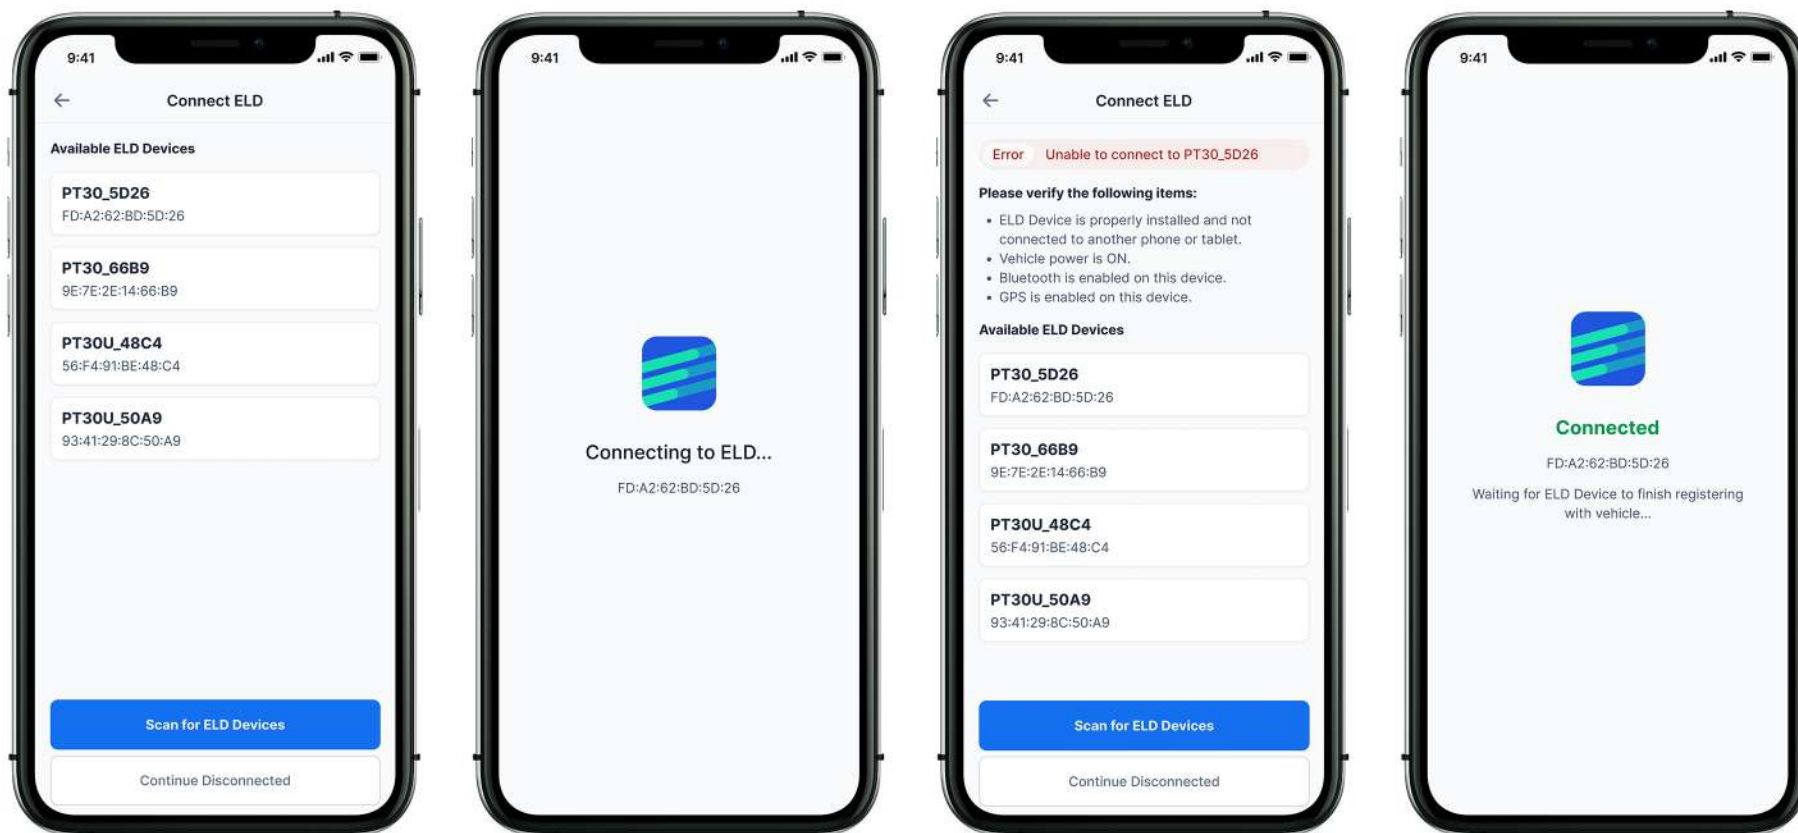 9:41
Connect ELD
Available ELD Devices
PT30_5D26
FD:A2:62:BD:5D:26
PT30_66B9
9E:7E:2E:14:66:B9
PT30U_48C4
56:F4:91:BE:48:C4
PT30U_50A9
93:41:29:8C:50:A9
Scan for ELD Devices
Continue Disconnected
9:41
Connecting to ELD...
FD:A2:62:BD:5D:26
9:41
Connect ELD
Error Unable to connect to PT30_5D26
Please verify the following items:
• ELD Device is properly installed and not
connected to another phone or tablet.
• Vehicle power is ON.
• Bluetooth is enabled on this device.
• GPS is enabled on this device.
Available ELD Devices
PT30_5D26
FD:A2:62:BD:5D:26
PT30_66B9
9E:7E:2E:14:66:B9
PT30U_48C4
56:F4:91:BE:48:C4
PT30U_50A9
93:41:29:8C:50:A9
Scan for ELD Devices
Continue Disconnected
9:41
Connected
FD:A2:62:BD:5D:26
Waiting for ELD Device to finish registering
with vehicle...